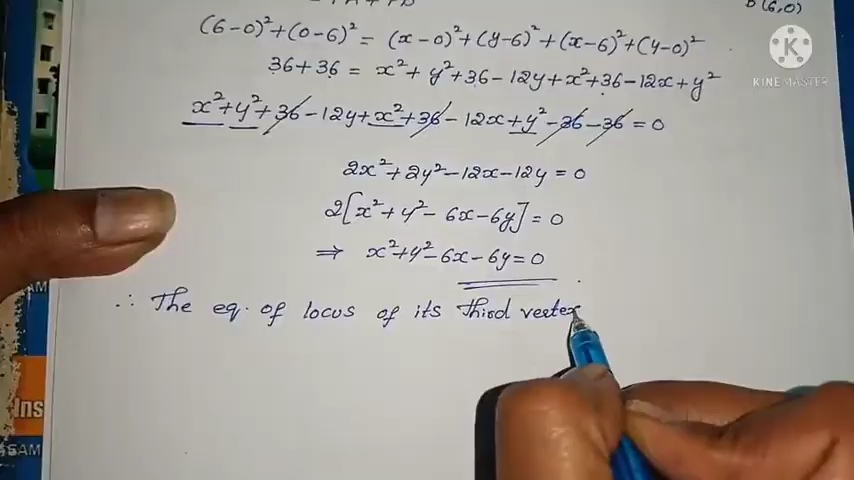 B(6,0)
(6-0)²+(0-6)² = (x-0)²+(y-6)²+(x-6)²+(y-0)²
36+36 = x²+y²+36-12y+x²+36-12x+y²
x²+y²+36-12y+x²+36-12x+y²-36-36=0
2x²+2y²-12x-12y=0
2[x²+y²-6x-6y]=0
⇒ x²+y²-6x-6y=0
∴ The eq. of locus of its third vertex
K
KINEMASTER
Ins